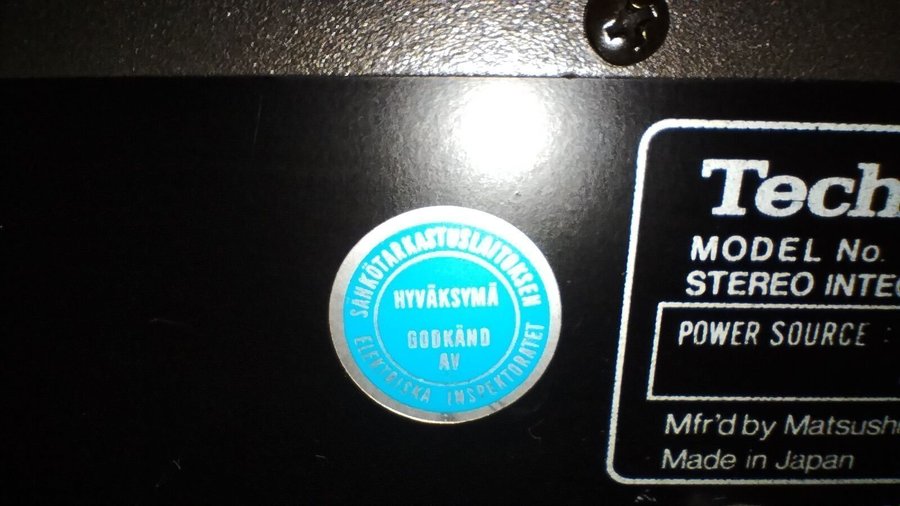 SÄHKÖTARKASTUSLAITOKSEN
HYVÄKSYMÄ
GODKÄND
AV
ELEKTRISKA INSPEKTORATET
Tech
MODEL No.
STEREO INTEG
POWER SOURCE :
Mfr'd by Matsushi
Made in Japan